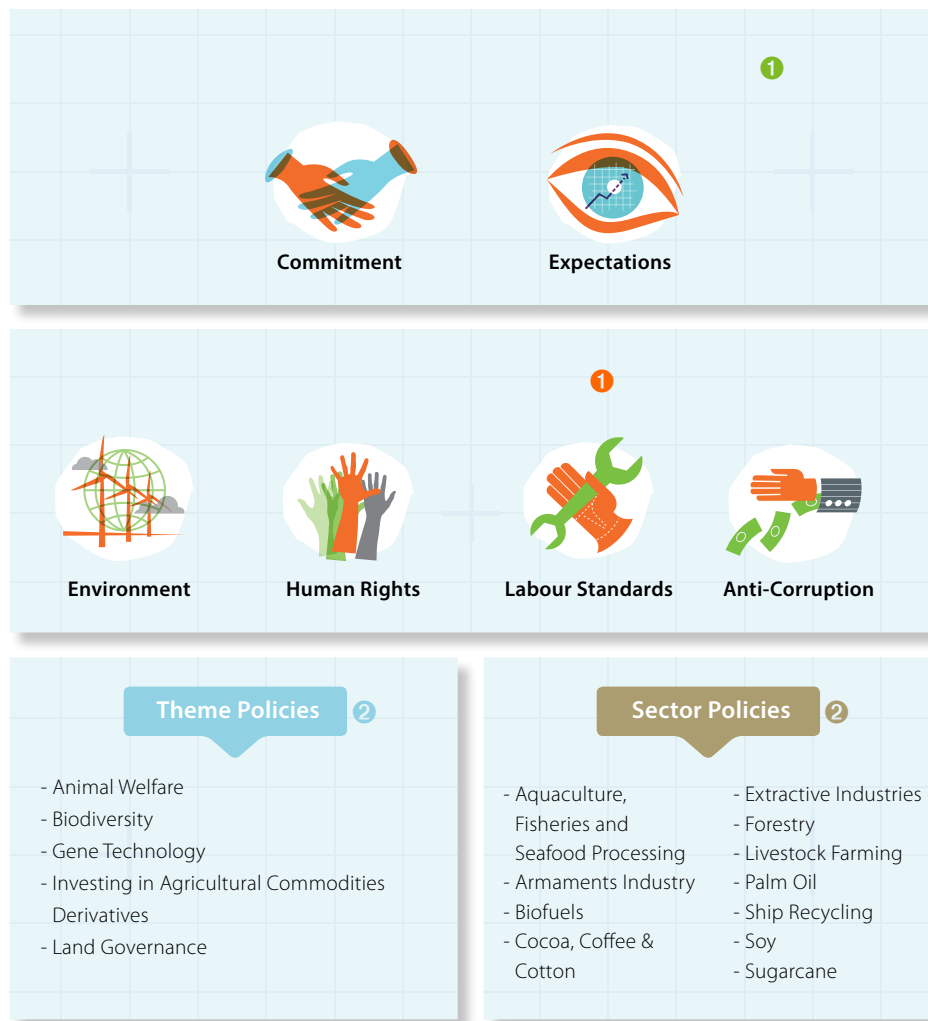 1
Commitment
Expectations
1
Environment
Human Rights
Labour Standards
Anti-Corruption
Theme Policies 2
- Animal Welfare
- Biodiversity
- Gene Technology
- Investing in Agricultural Commodities
Derivatives
- Land Governance
Sector Policies 2
- Aquaculture,
Fisheries and
Seafood Processing
- Armaments Industry
- Biofuels
- Cocoa, Coffee &
Cotton
- Extractive Industries
- Forestry
- Livestock Farming
- Palm Oil
- Ship Recycling
- Soy
- Sugarcane